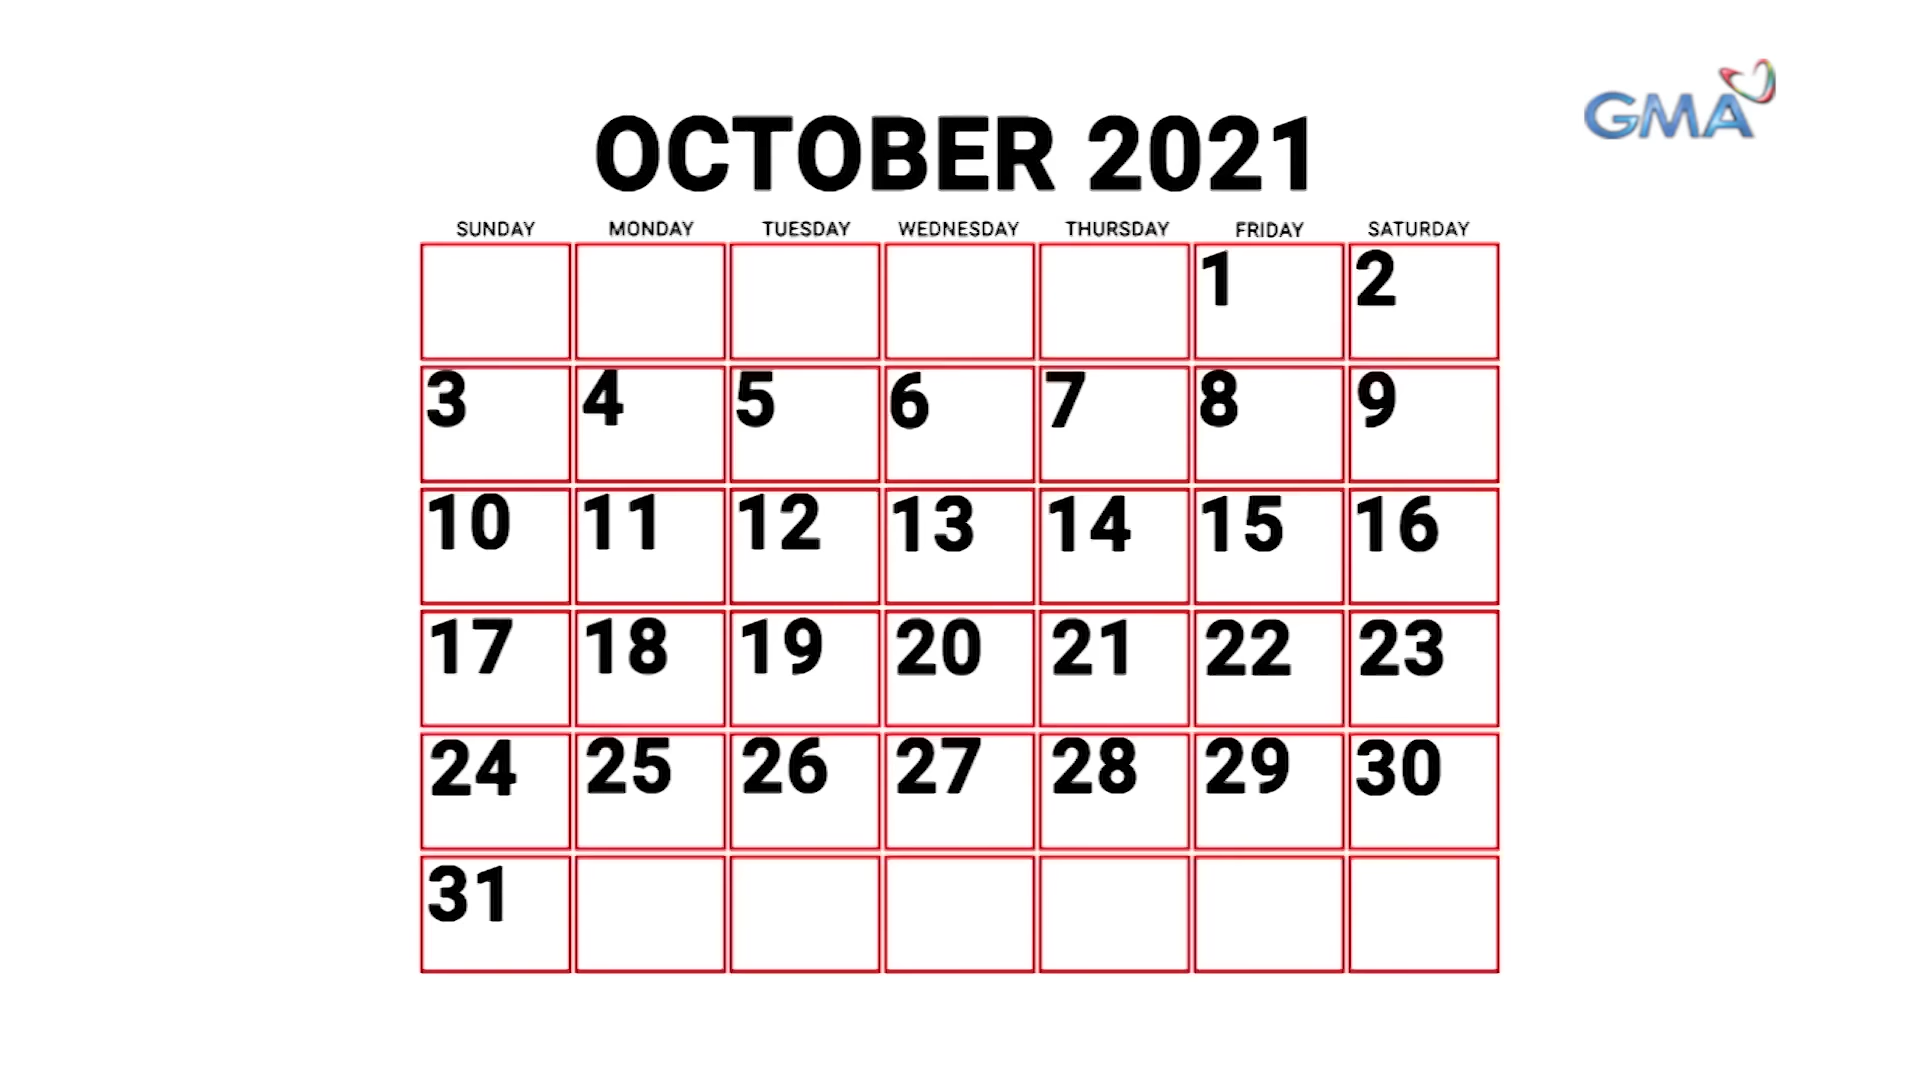 GMA
OCTOBER 2021
SUNDAY MONDAY TUESDAY WEDNESDAY THURSDAY FRIDAY SATURDAY
1 2
3 4 5 6 7 8 9
10 11 12 13 14 15 16
17 18 19 20 21 22 23
24 25 26 27 28 29 30
31